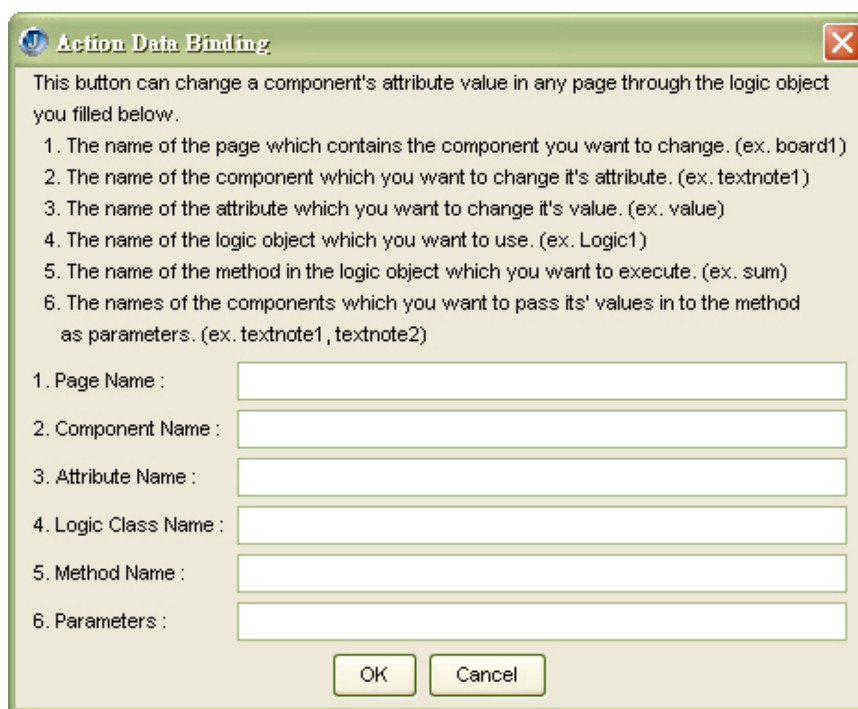 Action Data Binding
This button can change a component's attribute value in any page through the logic object
you filled below.
1. The name of the page which contains the component you want to change. (ex. board1)
2. The name of the component which you want to change it's attribute. (ex. textnote1)
3. The name of the attribute which you want to change it's value. (ex. value)
4. The name of the logic object which you want to use. (ex. Logic1)
5. The name of the method in the logic object which you want to execute. (ex. sum)
6. The names of the components which you want to pass its' values in to the method
as parameters. (ex. textnote1, textnote2)
1. Page Name :
2. Component Name :
3. Attribute Name :
4. Logic Class Name :
5. Method Name :
6. Parameters :
OK Cancel